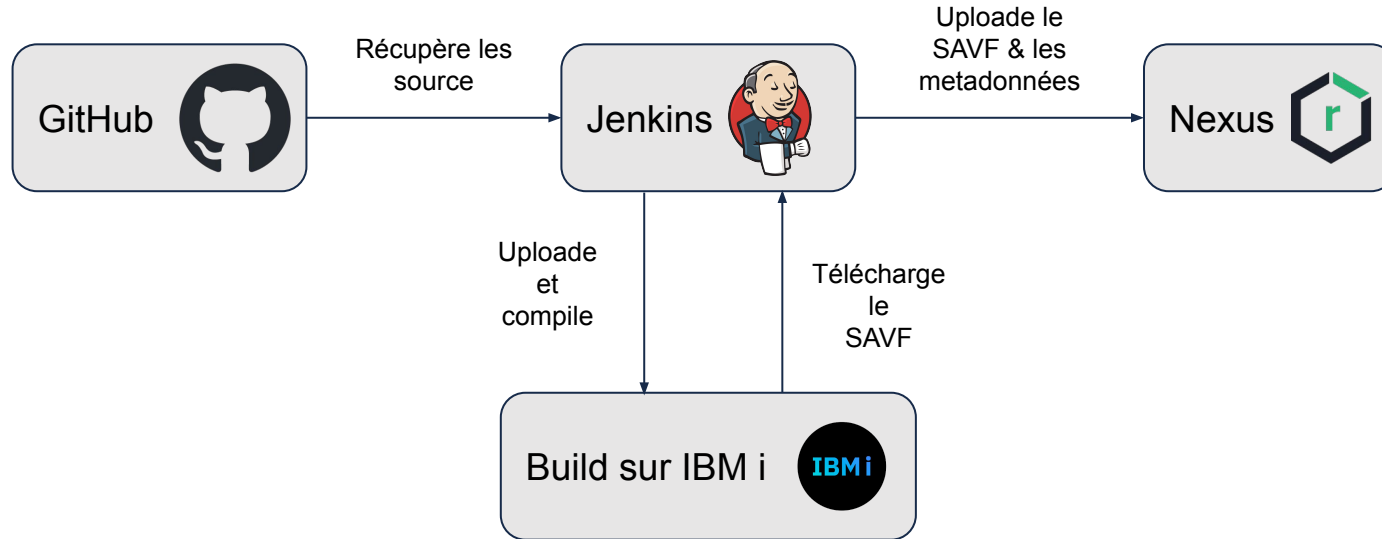 Uploade le
SAVF & les
metadonnées
Récupère les
source
GitHub
Jenkins
Nexus
r
Uploade
et
compile
Télécharge
le
SAVF
Build sur IBM i
IBM i